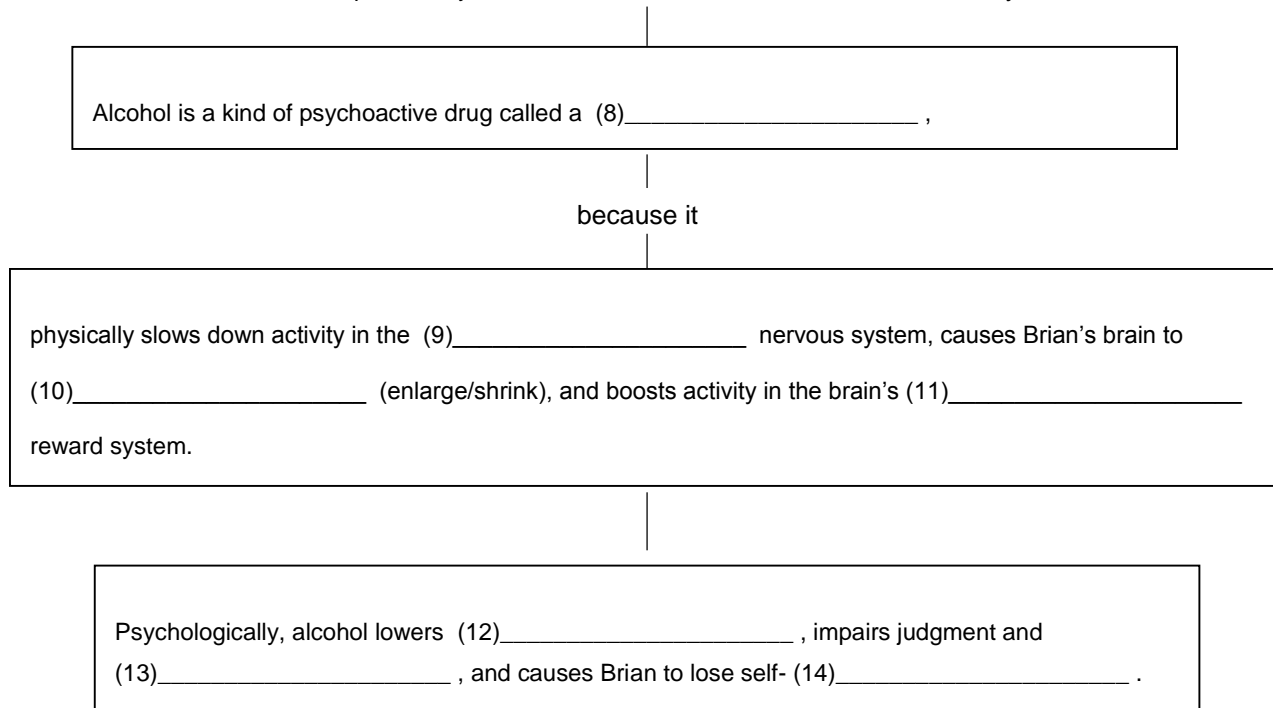 Alcohol is a kind of psychoactive drug called a (8)______________________ ,
because it
physically slows down activity in the (9)______________________ nervous system, causes Brian’s brain to
(10)______________________ (enlarge/shrink), and boosts activity in the brain’s (11)______________________
reward system.
Psychologically, alcohol lowers (12)______________________ , impairs judgment and
(13)______________________ , and causes Brian to lose self- (14)______________________ .